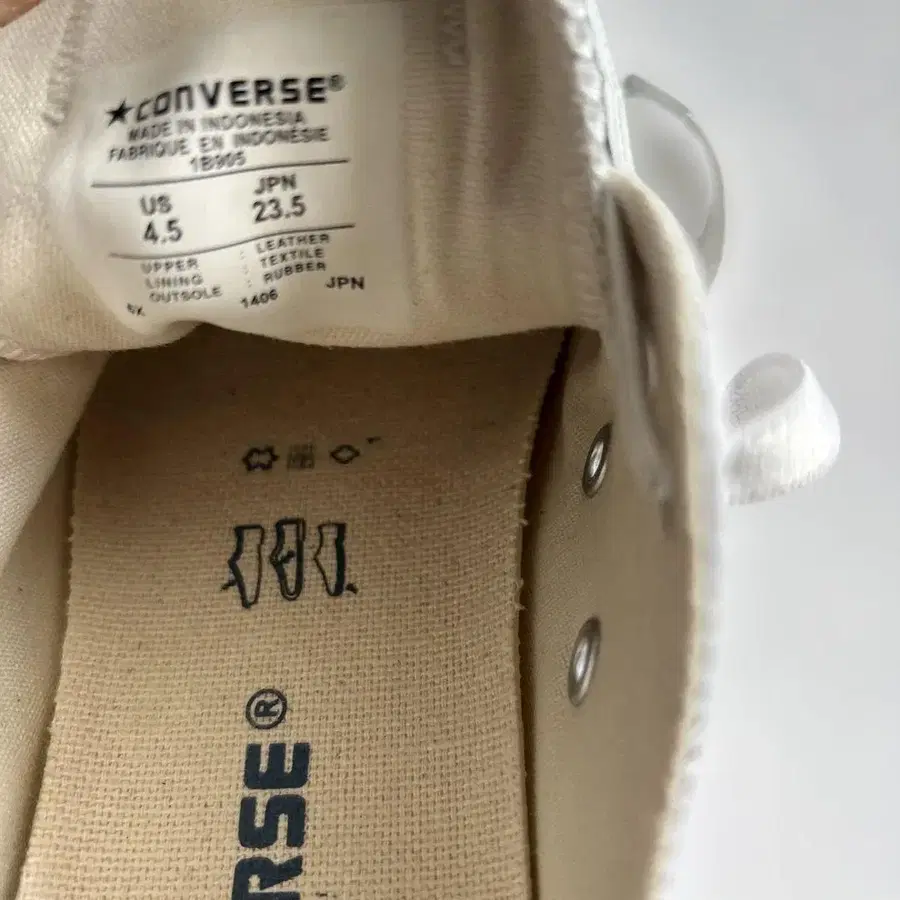 ★CONVERSE®
MADE IN INDONESIA
FABRIQUE EN INDONÉSIE
1B905
US JPN
4.5 23.5
UPPER : LEATHER
LINING : TEXTILE
OUTSOLE : RUBBER
1406 JPN
RSE®